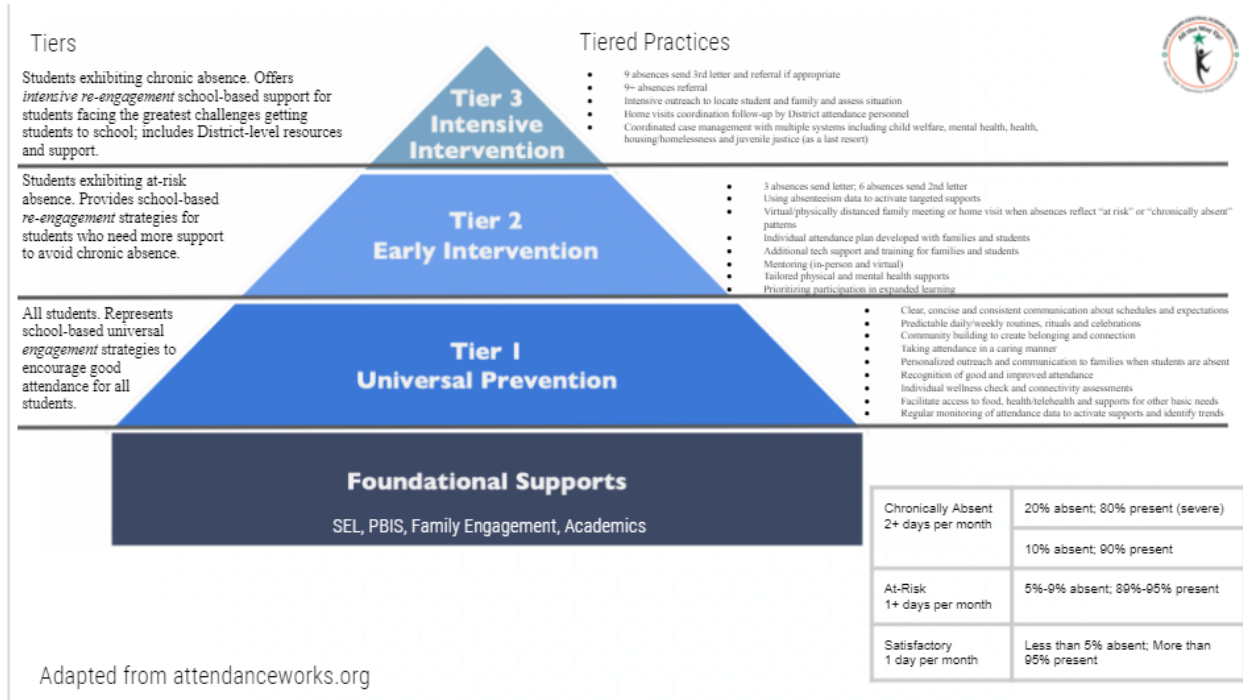 Tiers
Students exhibiting chronic absence. Offers
intensive re-engagement school-based support for
students facing the greatest challenges getting
students to school; includes District-level resources
and support.
Students exhibiting at-risk
absence. Provides school-based
re-engagement strategies for
students who need more support
to avoid chronic absence.
All students. Represents
school-based universal
engagement strategies to
encourage good
attendance for all
students.
Tier 3
Intensive
Intervention
Tier 2
Early Intervention
Tier 1
Universal Prevention
Foundational Supports
SEL, PBIS, Family Engagement, Academics
Tiered Practices
9 absences send 3rd letter and referral if appropriate
9+ absences referral
Intensive outreach to locate student and family and assess situation
Home visits coordination follow-up by District attendance personnel
Coordinated case management with multiple systems including child welfare, mental health, health,
housing/homelessness and juvenile justice (as a last resort)
3 absences send letter; 6 absences send 2nd letter
Using absenteeism data to activate targeted supports
Virtual/physically distanced family meeting or home visit when absences reflect “at risk” or “chronically absent”
patterns
Individual attendance plan developed with families and students
Additional tech support and training for families and students
Mentoring (in-person and virtual)
Tailored physical and mental health supports
Prioritizing participation in expanded learning
Clear, concise and consistent communication about schedules and expectations
Predictable daily/weekly routines, rituals and celebrations
Community building to create belonging and connection
Taking attendance in a caring manner
Personalized outreach and communication to families when students are absent
Recognition of good and improved attendance
Individual wellness check and connectivity assessments
Facilitate access to food, health/telehealth and supports for other basic needs
Regular monitoring of attendance data to activate supports and identify trends
All the Way Up!
Chronically Absent
2+ days per month
20% absent; 80% present (severe)
10% absent; 90% present
At-Risk
1+ days per month
5%-9% absent; 89%-95% present
Satisfactory
1 day per month
Less than 5% absent; More than
95% present
Adapted from attendanceworks.org